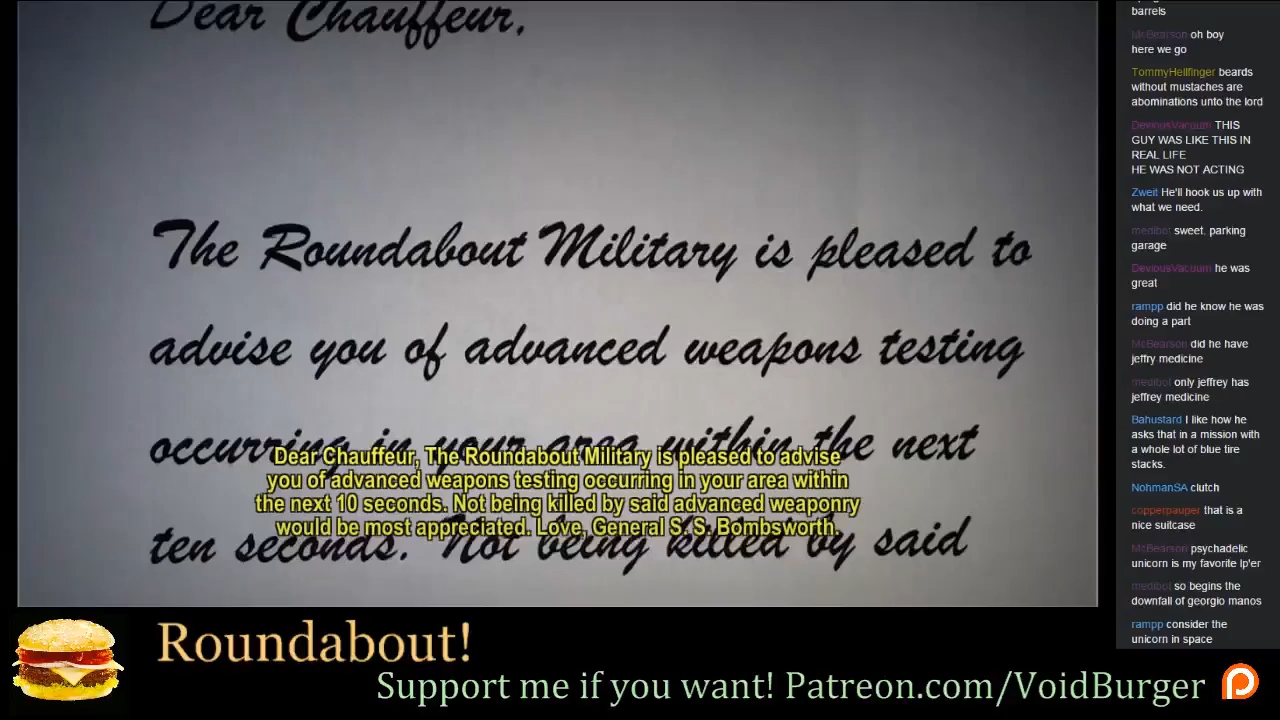 Dear Chauffeur,
The Roundabout Military is pleased to
advise you of advanced weapons testing
occurring in your area within the next
ten seconds. Not being killed by said
Dear Chauffeur, The Roundabout Military is pleased to advise
you of advanced weapons testing occurring in your area within
the next 10 seconds. Not being killed by said advanced weaponry
would be most appreciated. Love, General S. S. Bombsworth.
barrels
McBearson oh boy
here we go
TommyHellfinger beards
without mustaches are
abominations unto the lord
DeviousVacuum THIS
GUY WAS LIKE THIS IN
REAL LIFE
HE WAS NOT ACTING
Zweit He'll hook us up with
what we need.
medibot sweet, parking
garage
DeviousVacuum he was
great
rampp did he know he was
doing a part
McBearson did he have
jeffry medicine
medibot only jeffrey has
jeffrey medicine
Bahustard I like how he
asks that in a mission with
a whole lot of blue tire
stacks.
NohmanSA clutch
copperpauper that is a
nice suitcase
McBearson psychadelic
unicorn is my favorite lp'er
medibot so begins the
downfall of georgio manos
rampp consider the
unicorn in space
Roundabout!
Support me if you want! Patreon.com/VoidBurger